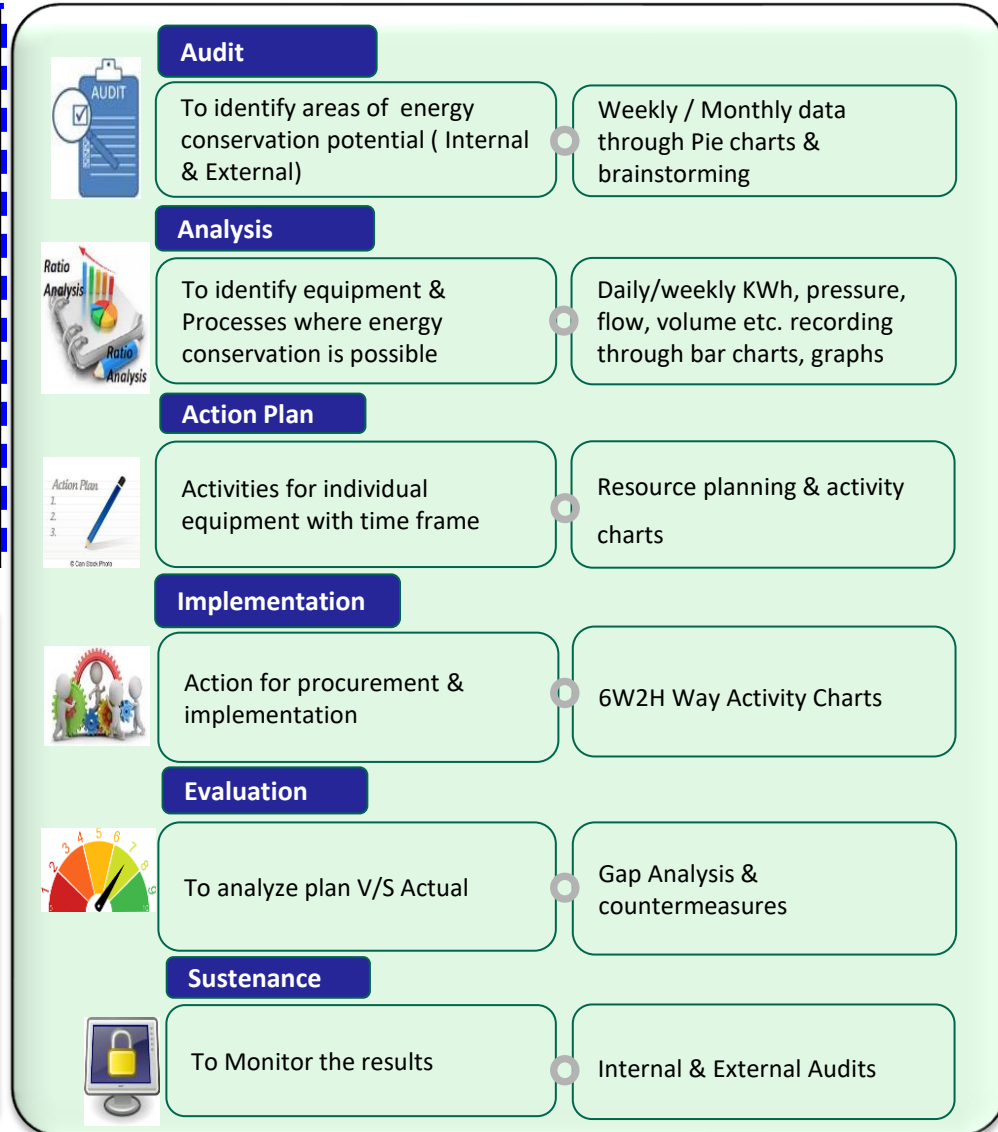 Audit
AUDIT
To identify areas of energy
conservation potential ( Internal
& External)
Weekly / Monthly data
through Pie charts &
brainstorming
Analysis
Ratio
Analysis
Ratio
Analysis
To identify equipment &
Processes where energy
conservation is possible
Daily/weekly KWh, pressure,
flow, volume etc. recording
through bar charts, graphs
Action Plan
Action Plan
1.
2.
3.
© Can Stock Photo
Activities for individual
equipment with time frame
Resource planning & activity
charts
Implementation
Action for procurement &
implementation
6W2H Way Activity Charts
Evaluation
1 2 3 4 5 6 7 8 9
To analyze plan V/S Actual
Gap Analysis &
countermeasures
Sustenance
To Monitor the results
Internal & External Audits